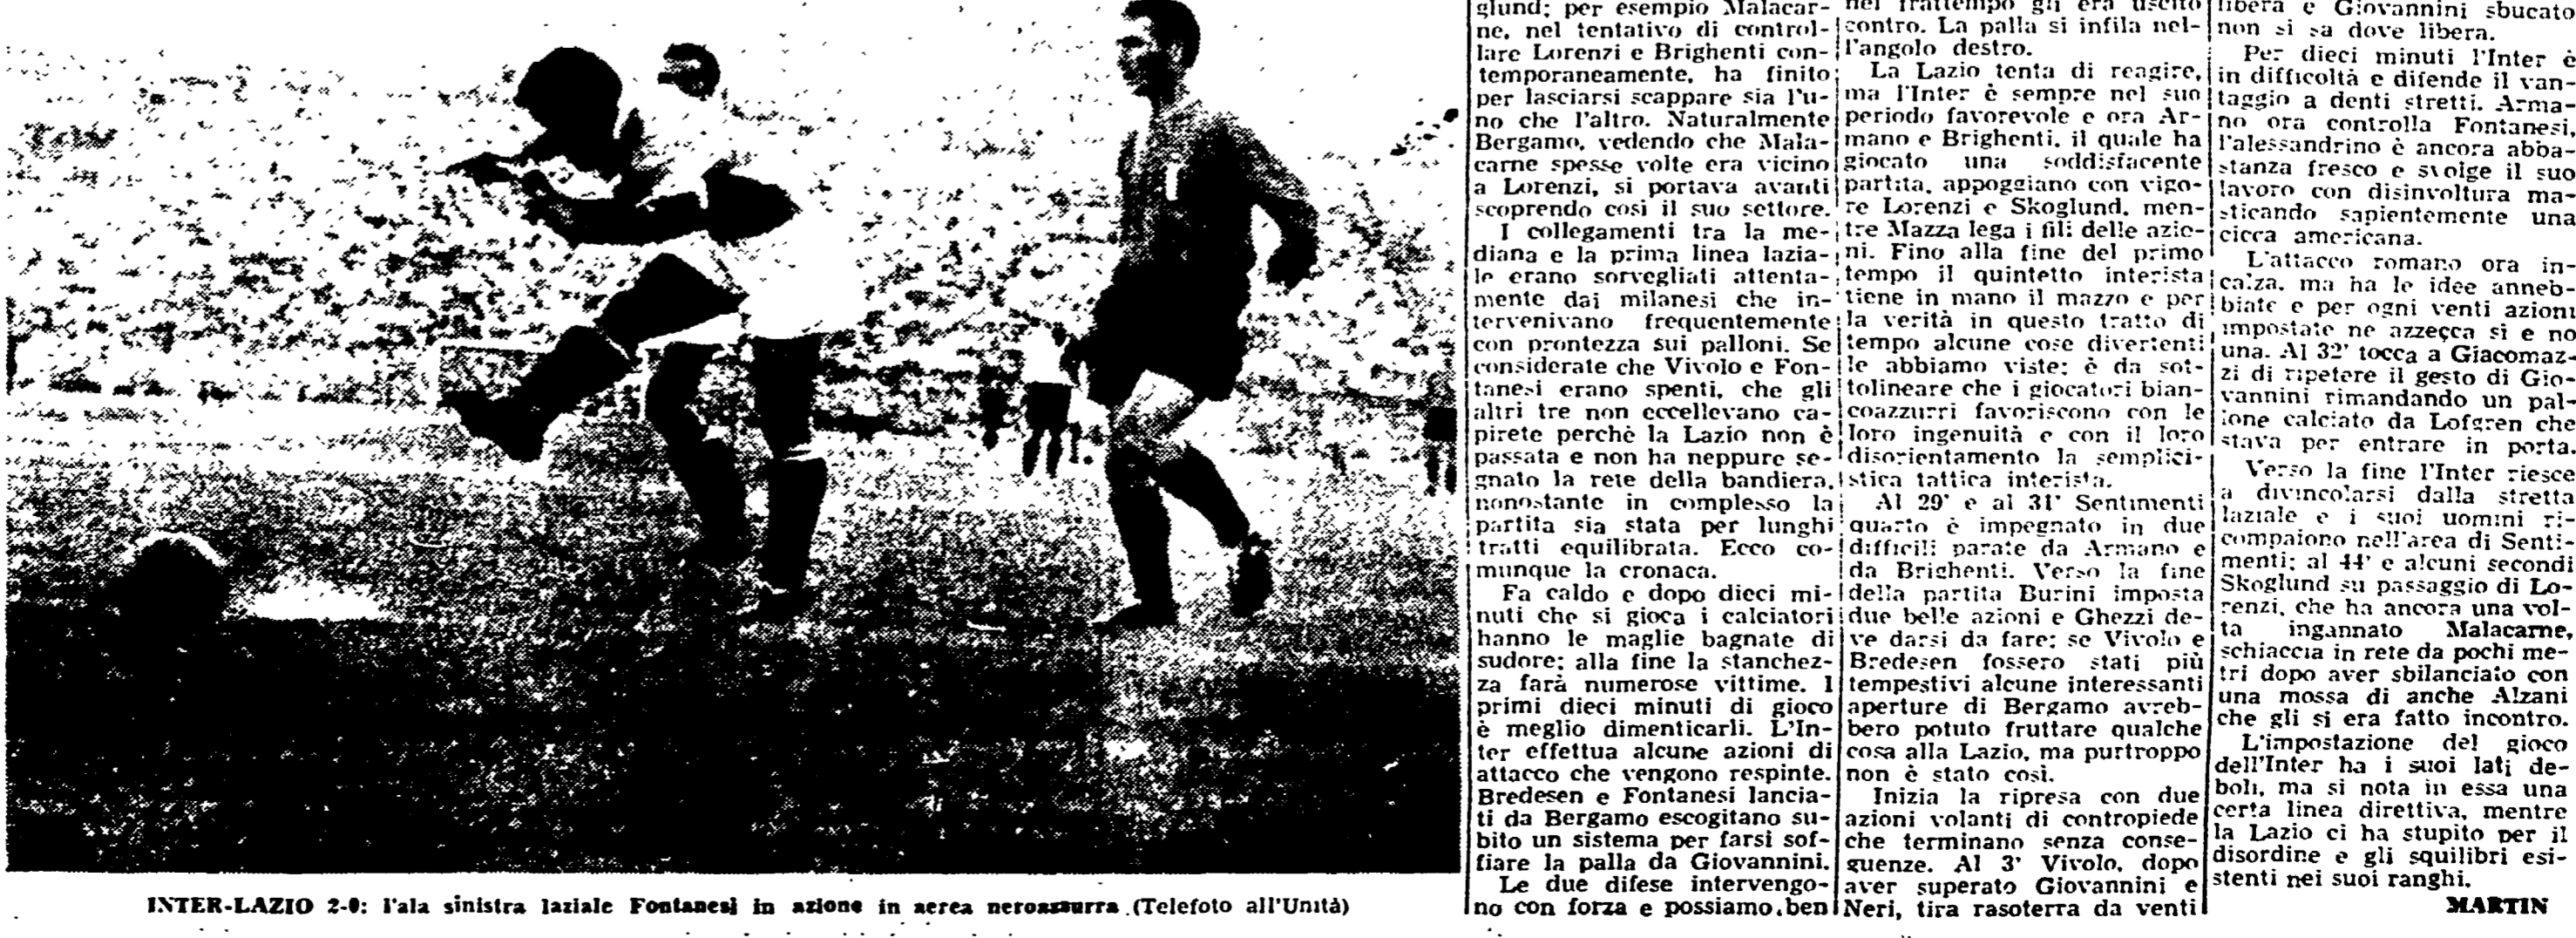 glund; per esempio Malacar-
ne, nel tentativo di control-
lare Lorenzi e Brighenti con-
temporaneamente, ha finito
per lasciarsi scappare sia l'u-
no che l'altro. Naturalmente
Bergamo, vedendo che Mala-
carne spesse volte era vicino
a Lorenzi, si portava avanti
scoprendo così il suo settore.
I collegamenti tra la me-
diana e la prima linea lazia-
le erano sorvegliati attenta-
mente dai milanesi che in-
tervenivano frequentemente
con prontezza sui palloni. Se
considerate che Vivolo e Fon-
tanesi erano spenti, che gli
altri tre non eccellevano ca-
pirete perchè la Lazio non è
passata e non ha neppure se-
gnato la rete della bandiera,
nonostante in complesso la
partita sia stata per lunghi
tratti equilibrata. Ecco co-
munque la cronaca.
Fa caldo e dopo dieci mi-
nuti che si gioca i calciatori
hanno le maglie bagnate di
sudore; alla fine la stanchez-
za farà numerose vittime. I
primi dieci minuti di gioco
è meglio dimenticarli. L'In-
ter effettua alcune azioni di
attacco che vengono respinte.
Bredesen e Fontanesi lancia-
ti da Bergamo escogitano su-
bito un sistema per farsi sof-
fiare la palla da Giovannini.
Le due difese intervengo-
no con forza e possiamo ben
nel frattempo gli era uscito
contro. La palla si infila nel-
l'angolo destro.
La Lazio tenta di reagire,
ma l'Inter è sempre nel suo
periodo favorevole e ora Ar-
mano e Brighenti, il quale ha
giocato una soddisfacente
partita, appoggiano con vigo-
re Lorenzi e Skoglund, men-
tre Mazza lega i fili delle azio-
ni. Fino alla fine del primo
tempo il quintetto interista
tiene in mano il mazzo e per
la verità in questo tratto di
tempo alcune cose divertenti
le abbiamo viste; è da sot-
tolineare che i giocatori bian-
coazzurri favoriscono con le
loro ingenuità e con il loro
disorientamento la semplici-
stica tattica interista.
Al 29' e al 31' Sentimenti
quarto è impegnato in due
difficili parate da Armano e
da Brighenti. Verso la fine
della partita Burini imposta
due belle azioni e Ghezzi de-
ve darsi da fare; se Vivolo e
Bredesen fossero stati più
tempestivi alcune interessanti
aperture di Bergamo avreb-
bero potuto fruttare qualche
cosa alla Lazio, ma purtroppo
non è stato così.
Inizia la ripresa con due
azioni volanti di contropiede
che terminano senza conse-
guenze. Al 3' Vivolo, dopo
aver superato Giovannini e
Neri, tira rasoterra da venti
libera e Giovannini sbucato
non si sa dove libera.
Per dieci minuti l'Inter è
in difficoltà e difende il van-
taggio a denti stretti. Arma-
no ora controlla Fontanesi,
l'alessandrino è ancora abba-
stanza fresco e svolge il suo
lavoro con disinvoltura ma-
sticando sapientemente una
cicca americana.
L'attacco romano ora in-
calza, ma ha le idee anneb-
biate e per ogni venti azioni
impostate ne azzecca si e no
una. Al 32' tocca a Giacomaz-
zi di ripetere il gesto di Gio-
vannini rimandando un pal-
lone calciato da Lofgren che
stava per entrare in porta.
Verso la fine l'Inter riesce
a divincolarsi dalla stretta
laziale e i suoi uomini ri-
compaiono nell'area di Senti-
menti; al 44' e alcuni secondi
Skoglund su passaggio di Lo-
renzi, che ha ancora una vol-
ta ingannato Malacarne,
schiaccia in rete da pochi me-
tri dopo aver sbilanciato con
una mossa di anche Alzani
che gli si era fatto incontro.
L'impostazione del gioco
dell'Inter ha i suoi lati de-
boli, ma si nota in essa una
certa linea direttiva, mentre
la Lazio ci ha stupito per il
disordine e gli squilibri esi-
stenti nei suoi ranghi.
MARTIN
INTER-LAZIO 2-0: l'ala sinistra laziale Fontanesi in azione in aerea neroazzurra (Telefoto all'Unità)